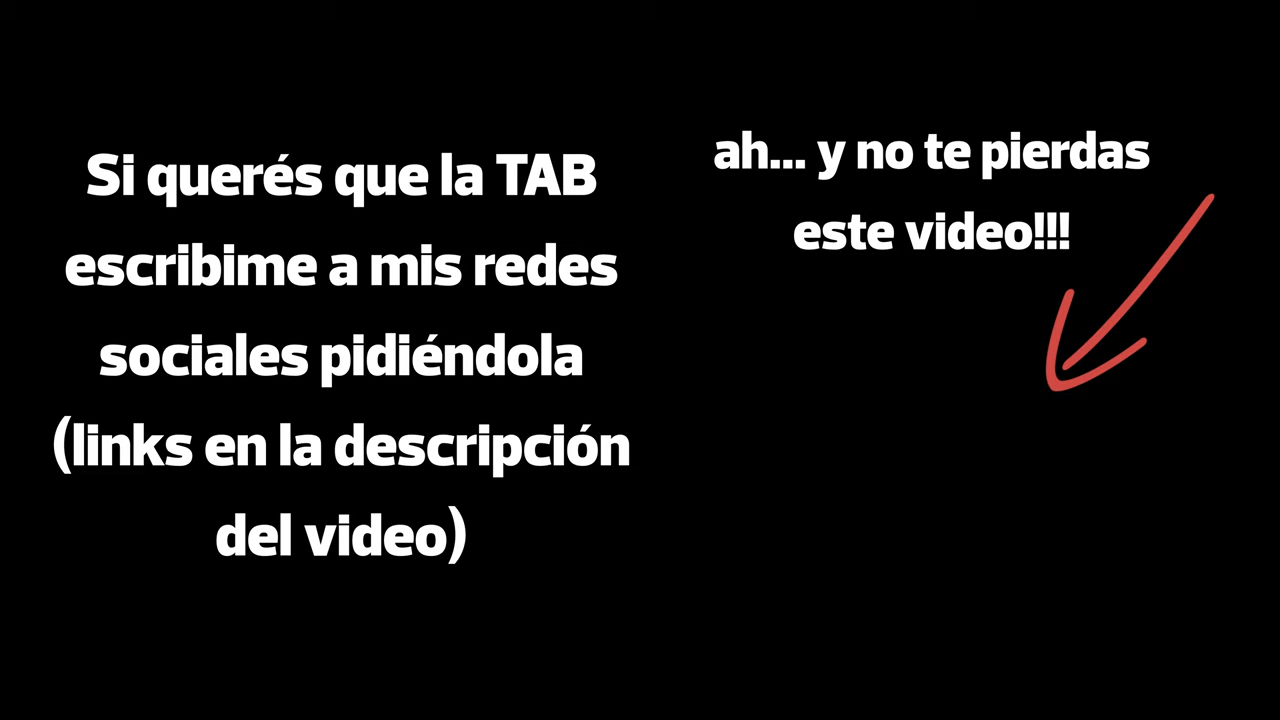 Si querés que la TAB
escribime a mis redes
sociales pidiéndola
(links en la descripción
del video)
ah... y no te pierdas
este video!!!